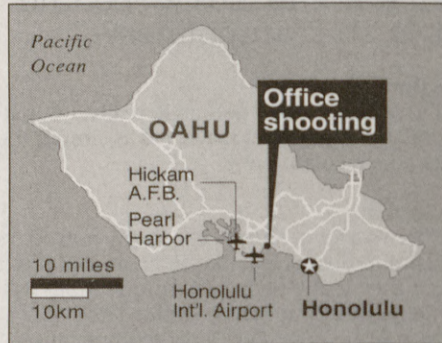 Pacific
Ocean
Office
shooting
OAHU
Hickam
A.F.B.
Pearl
Harbor
10 miles
10km
Honolulu
Int'l. Airport
Honolulu